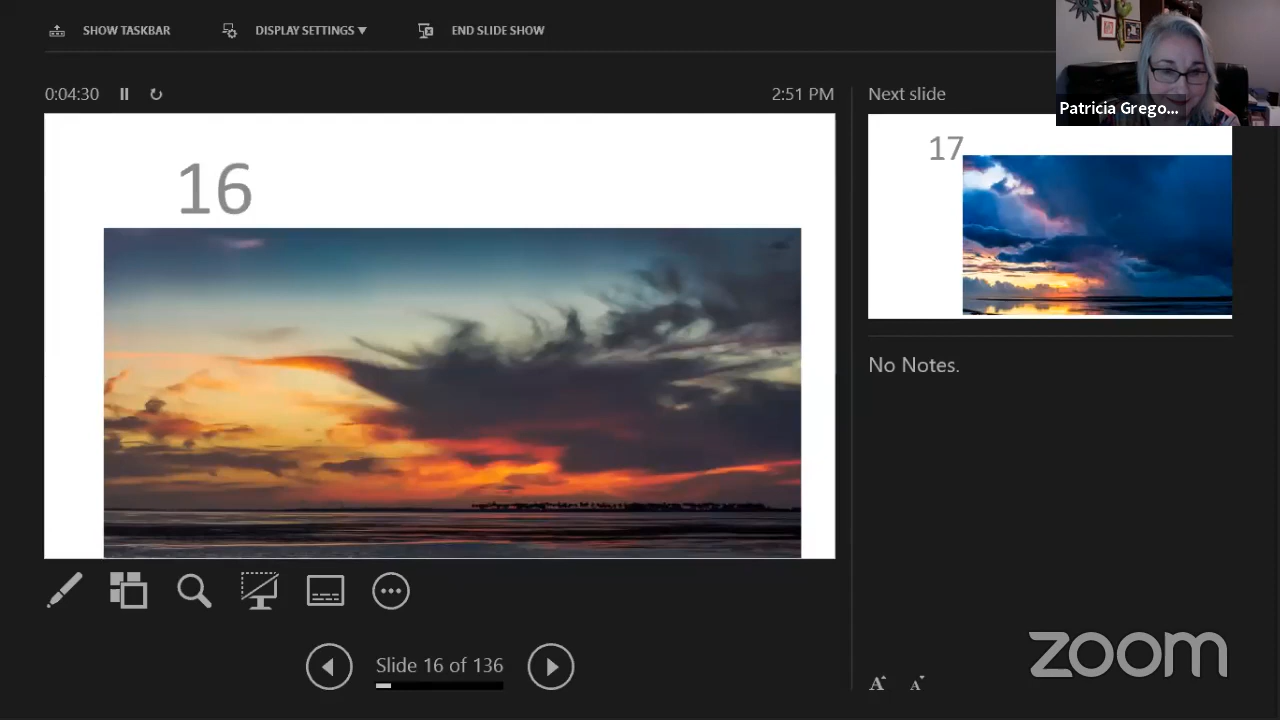 SHOW TASKBAR
DISPLAY SETTINGS ▼
END SLIDE SHOW
0:04:30
2:51 PM
Next slide
Patricia Grego...
16
17
No Notes.
Slide 16 of 136
A A
zoom